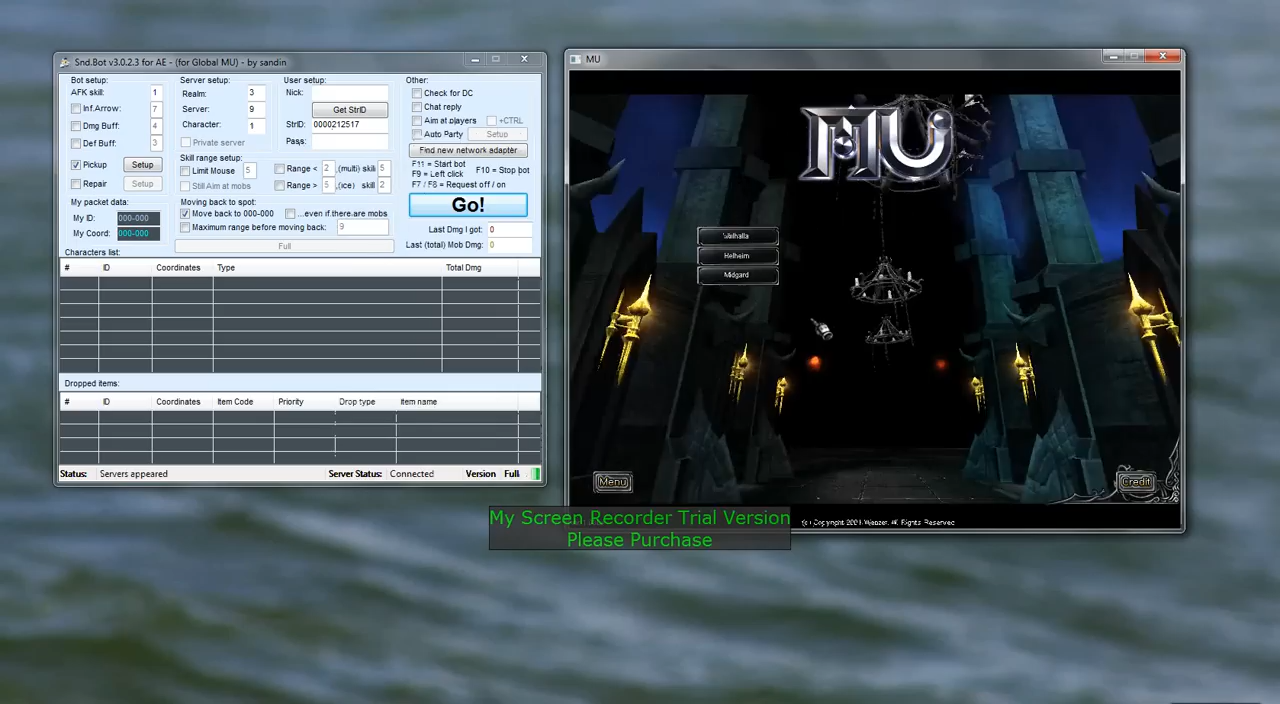 Snd.Bot v3.0.2.3 for AE - (for Global MU) - by sandin
Bot setup:
AFK skill: 1
Inf.Arrow: 7
Dmg Buff: 4
Def Buff: 3
Pickup Setup
Repair Setup
My packet data:
My ID: 000-000
My Coord: 000-000
Server setup:
Realm: 3
Server: 9
Character: 1
Private server
Skill range setup:
Limit Mouse 5
Still Aim at mobs
Range < 2 ,(multi) skill 5
Range > 5 ,(ice) skill 2
Moving back to spot:
Move back to 000-000 ...even if there are mobs
Maximum range before moving back: 9
Full
User setup:
Nick:
Get StrID
StrID: 0000212517
Pass:
Other:
Check for DC
Chat reply
Aim at players +CTRL
Auto Party Setup
Find new network adapter
F11 = Start bot
F9 = Left click F10 = Stop bot
F7 / F8 = Request off / on
Go!
Last Dmg I got: 0
Last (total) Mob Dmg: 0
Characters list:
# ID Coordinates Type Total Dmg
Dropped items:
# ID Coordinates Item Code Priority Drop type Item name
Status: Servers appeared Server Status: Connected Version Full
MU
MU
Walhalla
Helheim
Midgard
Menu
Credit
(c) Copyright 2001 Webzen. All Rights Reserved
My Screen Recorder Trial Version
Please Purchase